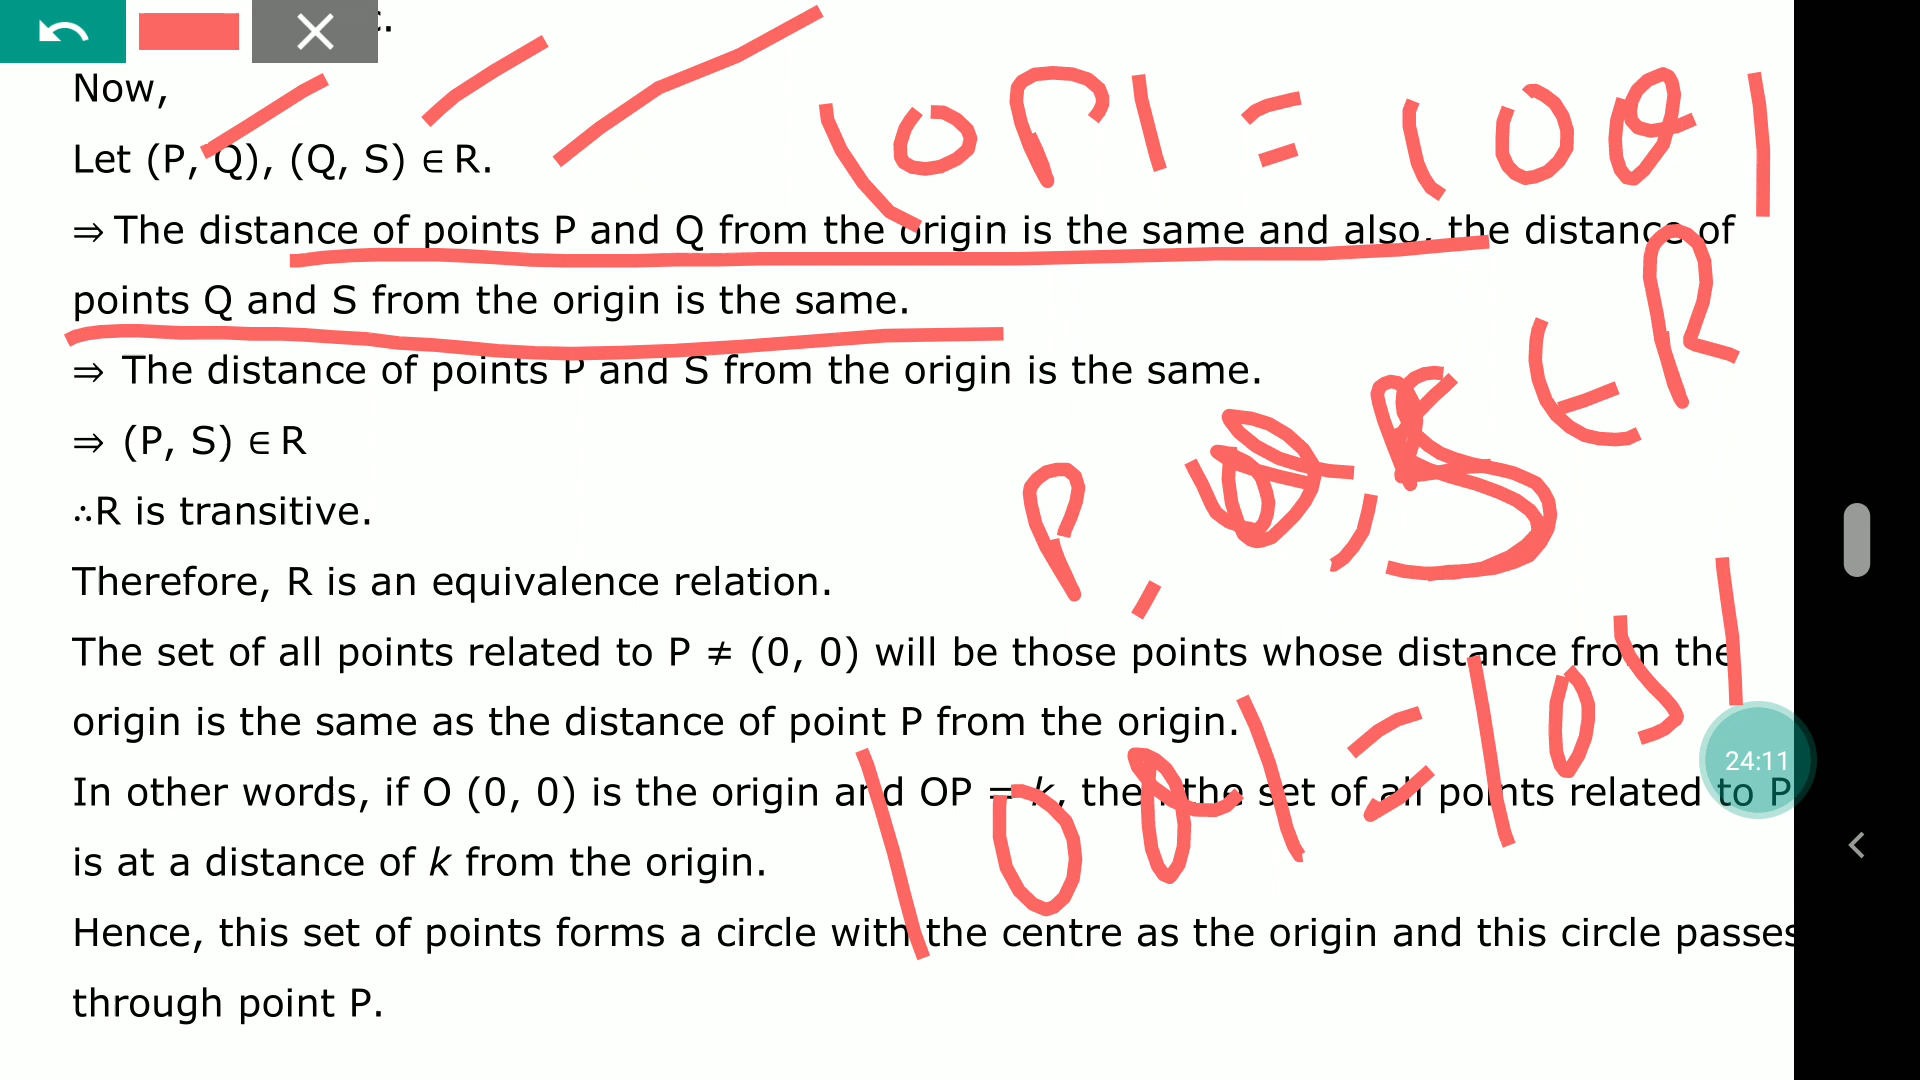 c.
Now,
Let (P, Q), (Q, S) ∈ R.
|OP| = |OQ|
⇒ The distance of points P and Q from the origin is the same and also, the distance of
points Q and S from the origin is the same.
⇒ The distance of points P and S from the origin is the same.
⇒ (P, S) ∈ R
P, Q, S ∈ R
∴R is transitive.
Therefore, R is an equivalence relation.
The set of all points related to P ≠ (0, 0) will be those points whose distance from the
origin is the same as the distance of point P from the origin.
|OQ| = |OS|
24:11
In other words, if O (0, 0) is the origin and OP = k, then the set of all points related to P
is at a distance of k from the origin.
Hence, this set of points forms a circle with the centre as the origin and this circle passes
through point P.